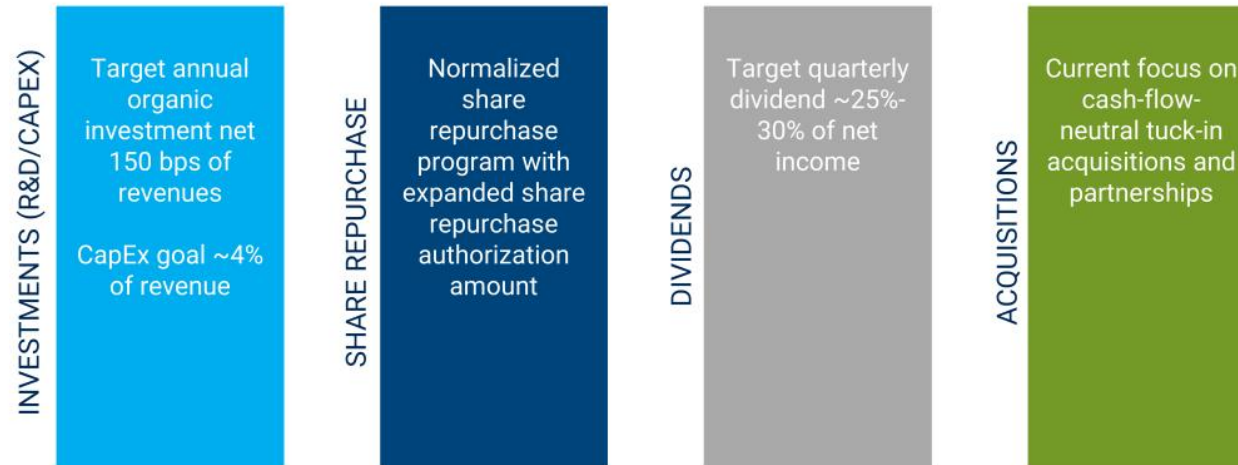 INVESTMENTS (R&D/CAPEX)
Target annual
organic
investment net
150 bps of
revenues
CapEx goal ~4%
of revenue
SHARE REPURCHASE
Normalized
share
repurchase
program with
expanded share
repurchase
authorization
amount
DIVIDENDS
Target quarterly
dividend ~25%-
30% of net
income
ACQUISITIONS
Current focus on
cash-flow-
neutral tuck-in
acquisitions and
partnerships